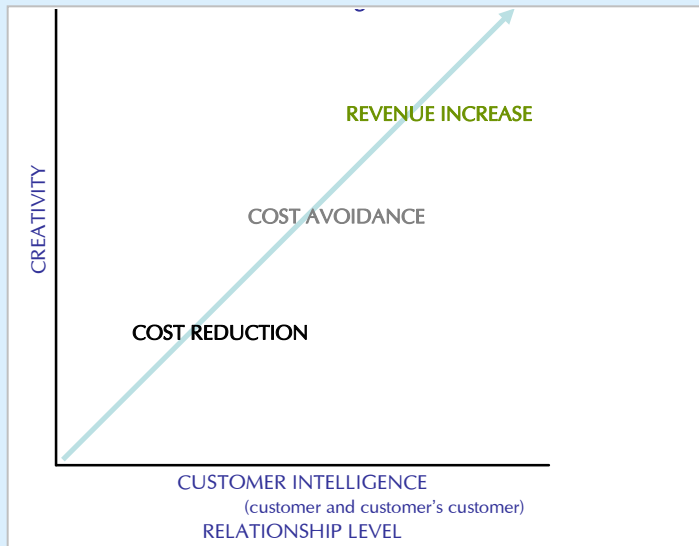 REVENUE INCREASE
COST AVOIDANCE
CREATIVITY
COST REDUCTION
CUSTOMER INTELLIGENCE
(customer and customer's customer)
RELATIONSHIP LEVEL